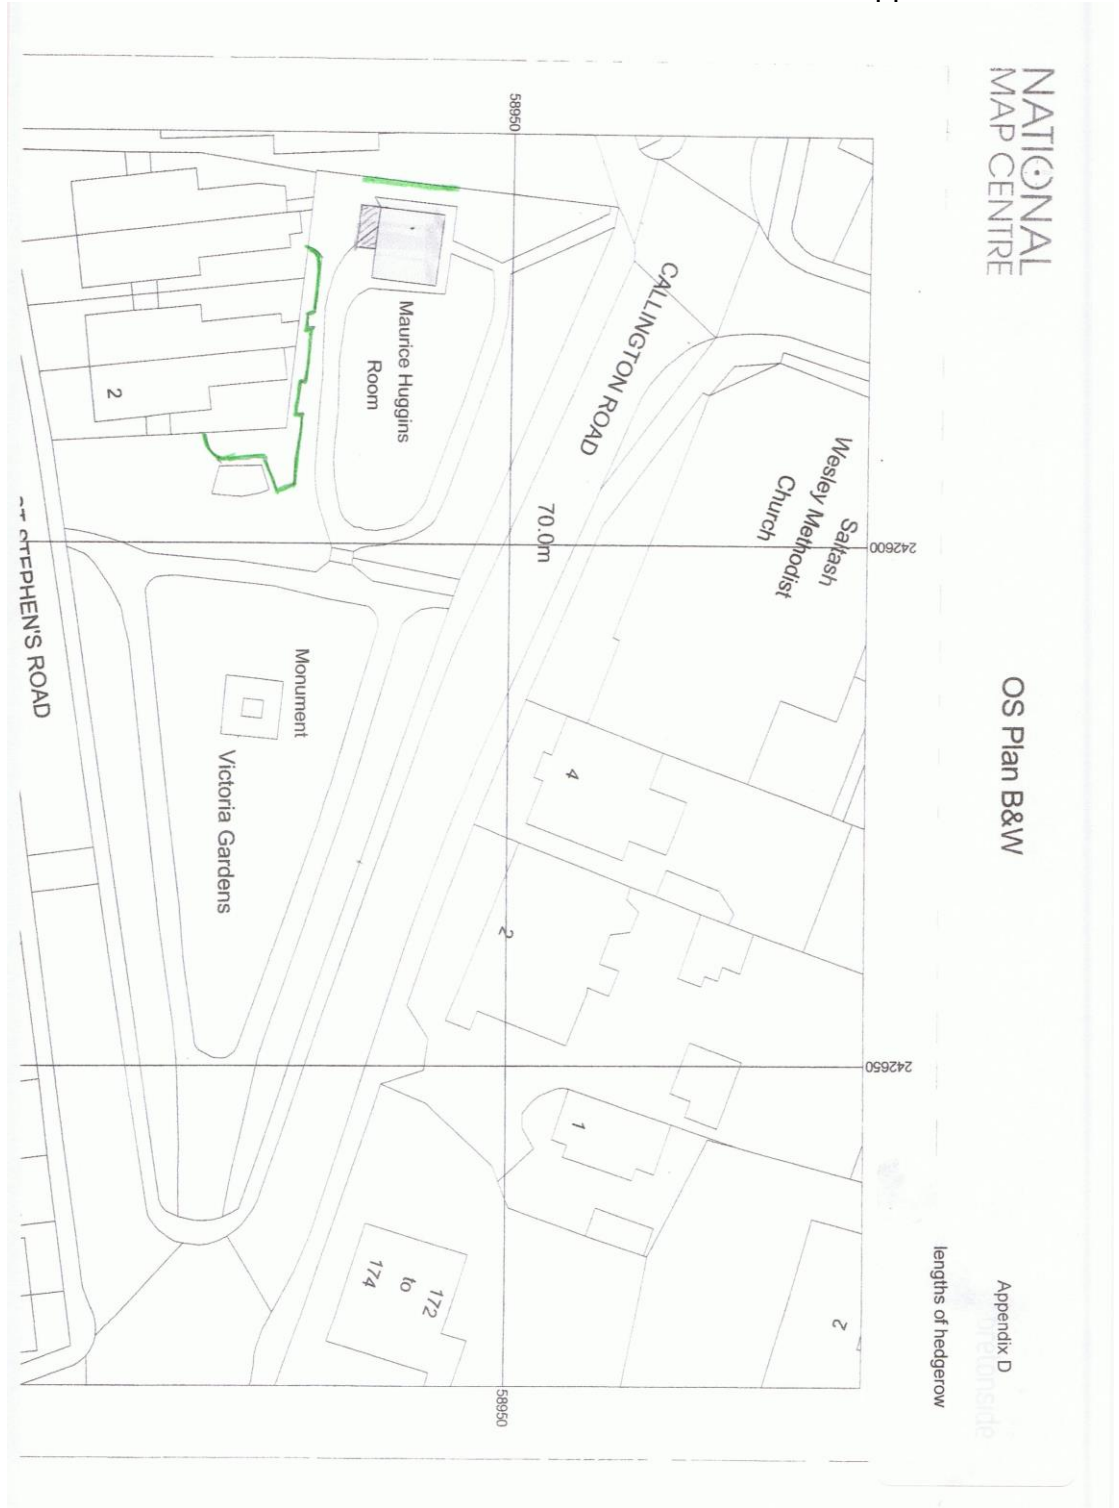 NATIONAL
MAP CENTRE
OS Plan B&W
Appendix D
lengths of hedgerow
242600
242650
58950
58950
CALLINGTON ROAD
Saltash
Wesley Methodist
Church
70.0m
Maurice Huggins
Room
2
4
2
1
2
172
to
174
Monument
Victoria Gardens
ST STEPHEN'S ROAD